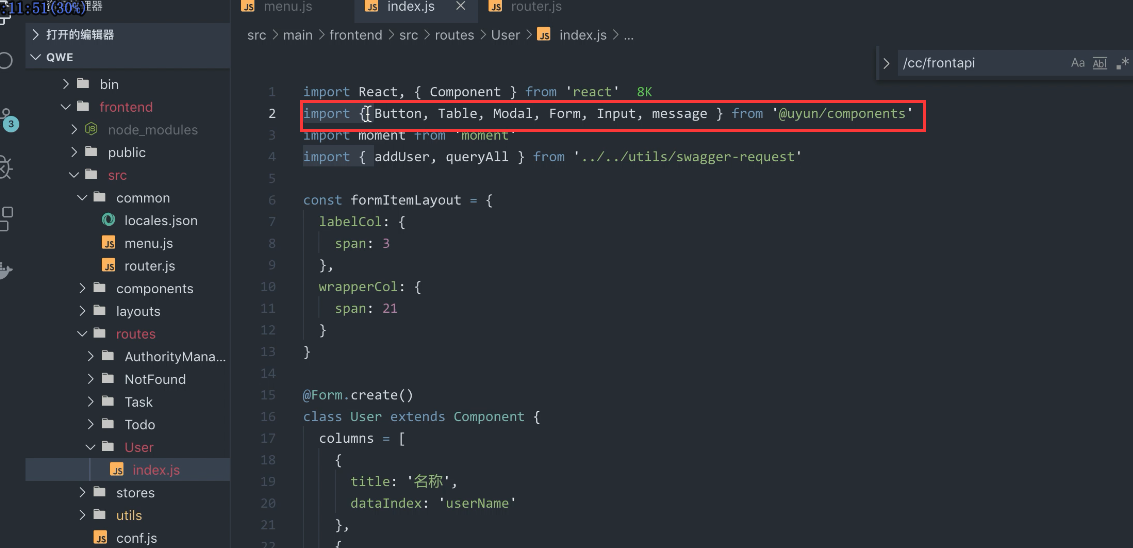 :11:51(30%)
理器
menu.js
index.js
router.js
打开的编辑器
QWE
src > main > frontend > src > routes > User > index.js > ...
/cc/frontapi
Aa Abl .*
bin
frontend
node_modules
public
src
common
locales.json
menu.js
router.js
components
layouts
routes
AuthorityMana...
NotFound
Task
Todo
User
index.js
stores
utils
conf.js
3
1 import React, { Component } from 'react' 8K
2 import { Button, Table, Modal, Form, Input, message } from '@uyun/components'
3 import moment from 'moment'
4 import { addUser, queryAll } from '../../utils/swagger-request'
5
6 const formItemLayout = {
7 labelCol: {
8 span: 3
9 },
10 wrapperCol: {
11 span: 21
12 }
13 }
14
15 @Form.create()
16 class User extends Component {
17 columns = [
18 {
19 title: '名称',
20 dataIndex: 'userName'
21 },
22 {